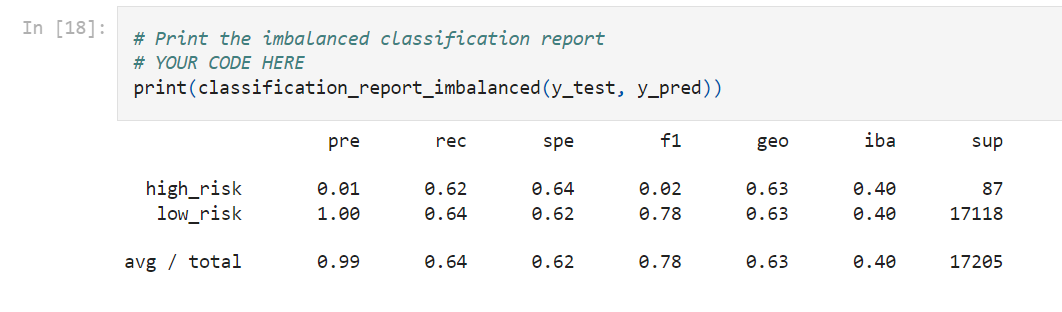 In [18]:
# Print the imbalanced classification report
# YOUR CODE HERE
print(classification_report_imbalanced(y_test, y_pred))
pre rec spe f1 geo iba sup
high_risk 0.01 0.62 0.64 0.02 0.63 0.40 87
low_risk 1.00 0.64 0.62 0.78 0.63 0.40 17118
avg / total 0.99 0.64 0.62 0.78 0.63 0.40 17205